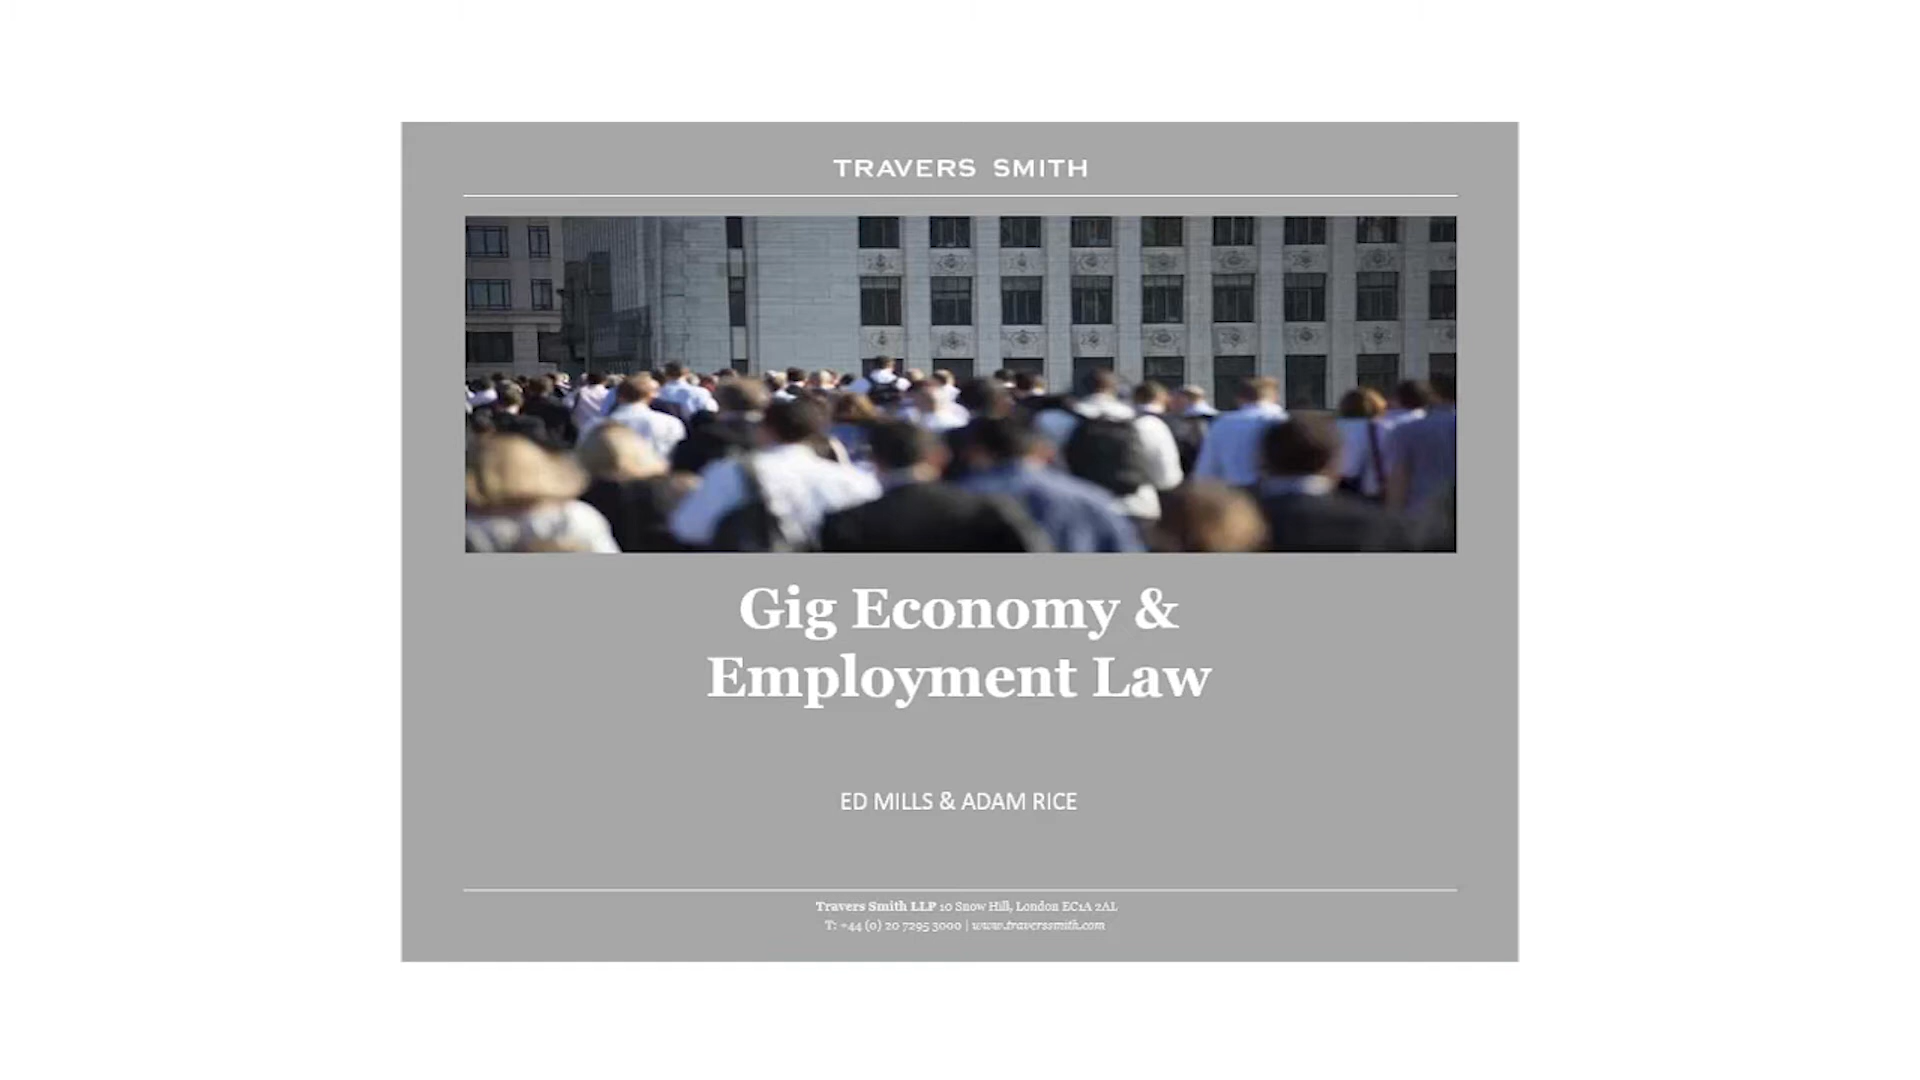 TRAVERS SMITH
Gig Economy &
Employment Law
ED MILLS & ADAM RICE
Travers Smith LLP 10 Snow Hill, London EC1A 2AL
T: +44 (0) 20 7295 3000 | www.traverssmith.com